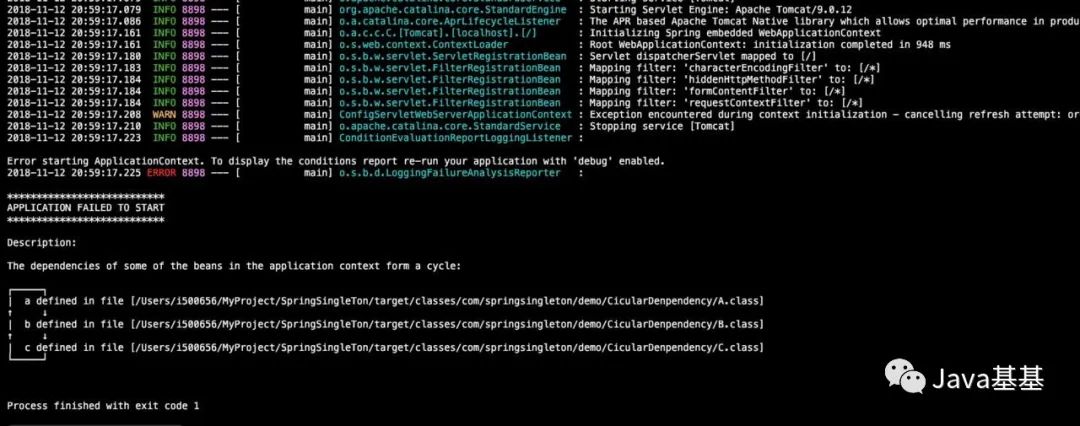 2018-11-12 20:59:17.079 INFO 8898 --- [ main] org.apache.catalina.core.StandardEngine : Starting Servlet Engine: Apache Tomcat/9.0.12
2018-11-12 20:59:17.086 INFO 8898 --- [ main] o.a.catalina.core.AprLifecycleListener : The APR based Apache Tomcat Native library which allows optimal performance in produ
2018-11-12 20:59:17.161 INFO 8898 --- [ main] o.a.c.c.C.[Tomcat].[localhost].[/] : Initializing Spring embedded WebApplicationContext
2018-11-12 20:59:17.161 INFO 8898 --- [ main] o.s.web.context.ContextLoader : Root WebApplicationContext: initialization completed in 948 ms
2018-11-12 20:59:17.180 INFO 8898 --- [ main] o.s.b.w.servlet.ServletRegistrationBean : Servlet dispatcherServlet mapped to [/]
2018-11-12 20:59:17.183 INFO 8898 --- [ main] o.s.b.w.servlet.FilterRegistrationBean : Mapping filter: 'characterEncodingFilter' to: [/*]
2018-11-12 20:59:17.184 INFO 8898 --- [ main] o.s.b.w.servlet.FilterRegistrationBean : Mapping filter: 'hiddenHttpMethodFilter' to: [/*]
2018-11-12 20:59:17.184 INFO 8898 --- [ main] o.s.b.w.servlet.FilterRegistrationBean : Mapping filter: 'formContentFilter' to: [/*]
2018-11-12 20:59:17.184 INFO 8898 --- [ main] o.s.b.w.servlet.FilterRegistrationBean : Mapping filter: 'requestContextFilter' to: [/*]
2018-11-12 20:59:17.208 WARN 8898 --- [ main] ConfigServletWebServerApplicationContext : Exception encountered during context initialization - cancelling refresh attempt: or
2018-11-12 20:59:17.210 INFO 8898 --- [ main] o.apache.catalina.core.StandardService : Stopping service [Tomcat]
2018-11-12 20:59:17.223 INFO 8898 --- [ main] ConditionEvaluationReportLoggingListener :
Error starting ApplicationContext. To display the conditions report re-run your application with 'debug' enabled.
2018-11-12 20:59:17.225 ERROR 8898 --- [ main] o.s.b.d.LoggingFailureAnalysisReporter :
***************************
APPLICATION FAILED TO START
***************************
Description:
The dependencies of some of the beans in the application context form a cycle:
┌─────┐
| a defined in file [/Users/i500656/MyProject/SpringSingleTon/target/classes/com/springsingleton/demo/CicularDenpendency/A.class]
↑ ↓
| b defined in file [/Users/i500656/MyProject/SpringSingleTon/target/classes/com/springsingleton/demo/CicularDenpendency/B.class]
↑ ↓
| c defined in file [/Users/i500656/MyProject/SpringSingleTon/target/classes/com/springsingleton/demo/CicularDenpendency/C.class]
└─────┘
Java基基
Process finished with exit code 1